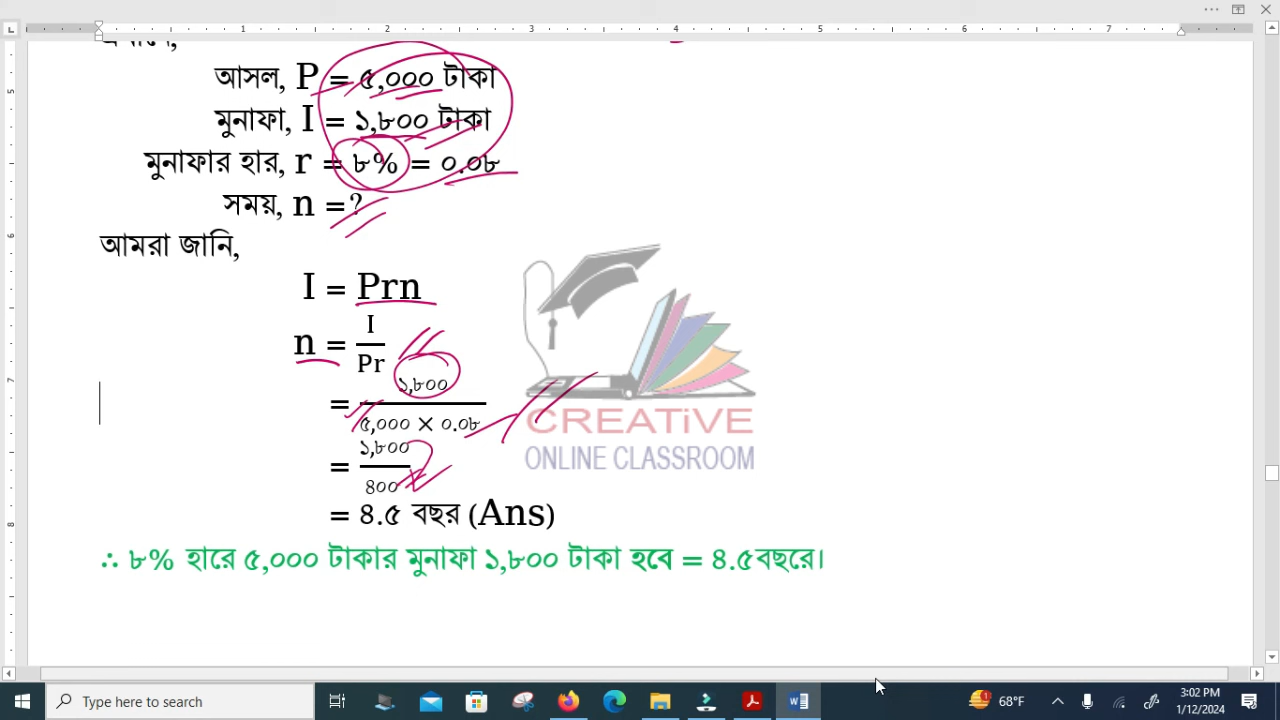 আসল, P = ৫,০০০ টাকা
মুনাফা, I = ১,৮০০ টাকা
মুনাফার হার, r = ৮% = ০.০৮
সময়, n = ?
আমরা জানি,
I = Prn
n = I / Pr
= ১,৮০০ / ৫,০০০ × ০.০৮
= ১,৮০০ / ৪০০
= ৪.৫ বছর (Ans)
∴ ৮% হারে ৫,০০০ টাকার মুনাফা ১,৮০০ টাকা হবে = ৪.৫বছরে।
CREATiVE
ONLINE CLASSROOM
Type here to search
68°F
3:02 PM
1/12/2024